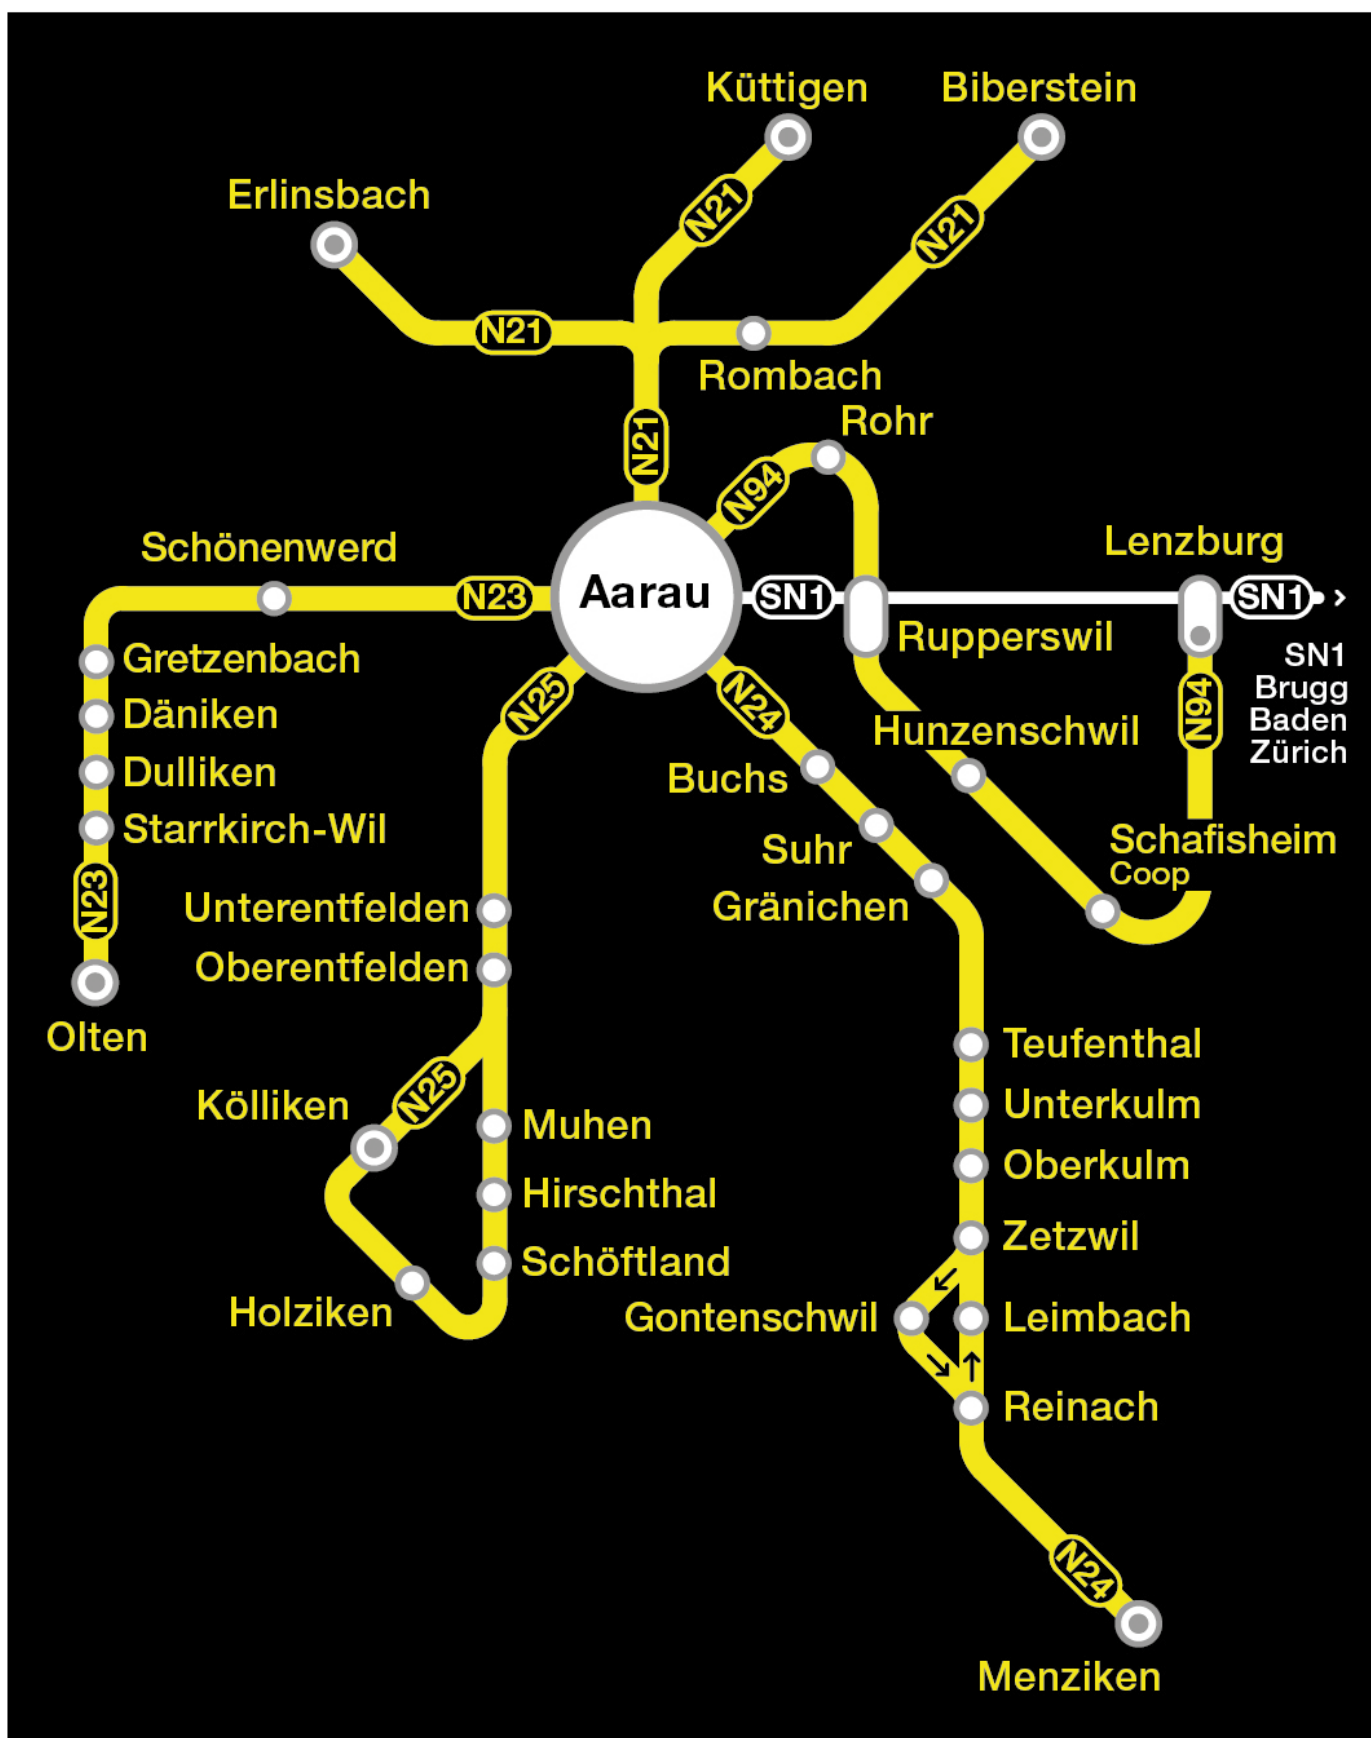 Küttigen
Biberstein
Erlinsbach
N21
N21
N21
Rombach
Rohr
N21
N94
Schönenwerd
Lenzburg
N23
Aarau
SN1
SN1
Rupperswil
Gretzenbach
SN1
Brugg
Baden
Zürich
N25
N24
N94
Däniken
Hunzenschwil
Dulliken
Buchs
Starrkirch-Wil
Suhr
Schafisheim
Coop
N23
Unterentfelden
Gränichen
Oberentfelden
Olten
Teufenthal
N25
Kölliken
Unterkulm
Muhen
Oberkulm
Hirschthal
Zetzwil
Schöftland
Holziken
Gontenschwil
Leimbach
Reinach
N24
Menziken